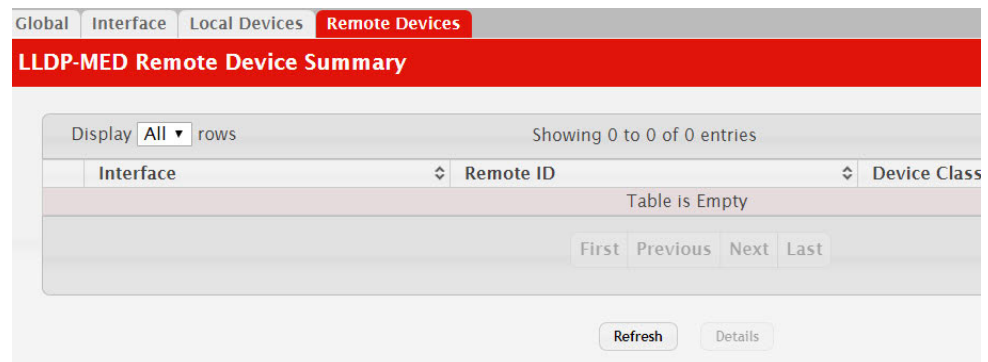 Global Interface Local Devices Remote Devices
LLDP-MED Remote Device Summary
Display All rows Showing 0 to 0 of 0 entries
Interface Remote ID Device Class
Table is Empty
First Previous Next Last
Refresh Details